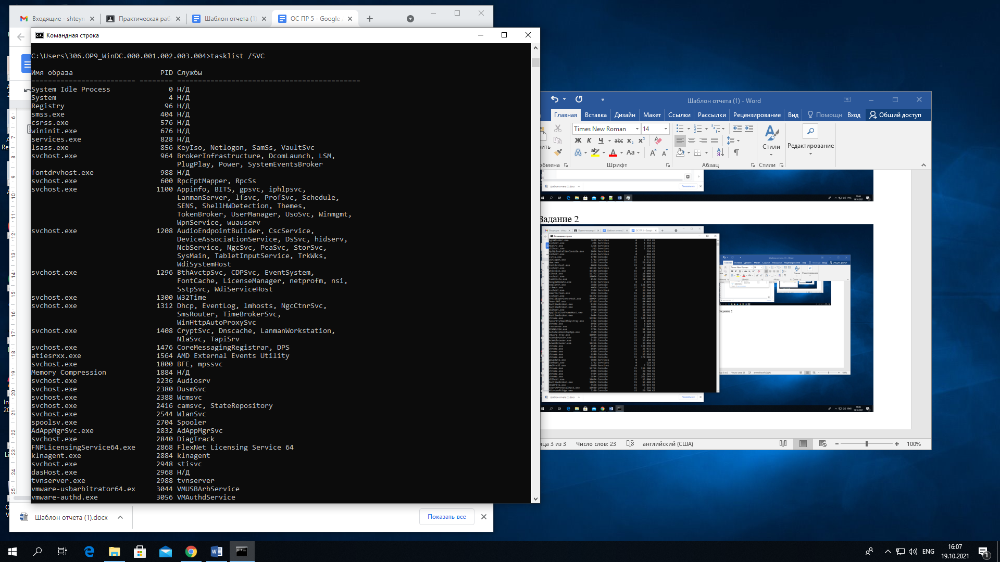 Входящие - shteyn
Практическая раб
Шаблон отчета (1)
ОС ПР 5 - Google
Командная строка
C:\Users\306.OP9_WinDC.000.001.002.003.004>tasklist /SVC
Имя образа PID Службы
========================= ======== ============================================
System Idle Process 0 Н/Д
System 4 Н/Д
Registry 96 Н/Д
smss.exe 404 Н/Д
csrss.exe 576 Н/Д
wininit.exe 676 Н/Д
services.exe 828 Н/Д
lsass.exe 856 KeyIso, Netlogon, SamSs, VaultSvc
svchost.exe 964 BrokerInfrastructure, DcomLaunch, LSM,
PlugPlay, Power, SystemEventsBroker
fontdrvhost.exe 988 Н/Д
svchost.exe 600 RpcEptMapper, RpcSs
svchost.exe 1100 Appinfo, BITS, gpsvc, iphlpsvc,
LanmanServer, lfsvc, ProfSvc, Schedule,
SENS, ShellHWDetection, Themes,
TokenBroker, UserManager, UsoSvc, Winmgmt,
WpnService, wuauserv
svchost.exe 1208 AudioEndpointBuilder, CscService,
DeviceAssociationService, DsSvc, hidserv,
NcbService, NgcSvc, PcaSvc, StorSvc,
SysMain, TabletInputService, TrkWks,
WdiSystemHost
svchost.exe 1296 BthAvctpSvc, CDPSvc, EventSystem,
FontCache, LicenseManager, netprofm, nsi,
SstpSvc, WdiServiceHost
svchost.exe 1300 W32Time
svchost.exe 1312 Dhcp, EventLog, lmhosts, NgcCtnrSvc,
SmsRouter, TimeBrokerSvc,
WinHttpAutoProxySvc
svchost.exe 1408 CryptSvc, Dnscache, LanmanWorkstation,
NlaSvc, TapiSrv
svchost.exe 1476 CoreMessagingRegistrar, DPS
atiesrxx.exe 1564 AMD External Events Utility
svchost.exe 1800 BFE, mpssvc
Memory Compression 1884 Н/Д
svchost.exe 2236 Audiosrv
svchost.exe 2380 DusmSvc
svchost.exe 2388 Wcmsvc
svchost.exe 2416 camsvc, StateRepository
svchost.exe 2544 WlanSvc
spoolsv.exe 2704 Spooler
AdAppMgrSvc.exe 2832 AdAppMgrSvc
svchost.exe 2840 DiagTrack
FNPLicensingService64.exe 2868 FlexNet Licensing Service 64
klnagent.exe 2884 klnagent
svchost.exe 2948 stisvc
dasHost.exe 2968 Н/Д
tvnserver.exe 2988 tvnserver
vmware-usbarbitrator64.ex 3044 VMUSBArbService
vmware-authd.exe 3056 VMAuthdService
Шаблон отчета (1).docx
Показать все
Шаблон отчета (1) - Word
Главная Вставка Дизайн Макет Ссылки Рассылки Рецензирование Вид Помощн Вход Общий доступ
Times New Roman 14
Стили
Редактирование
Шрифт Абзац Стили
Задание 2
3 из 3 Число слов: 23 английский (США) 100%
ENG
16:07
19.10.2021
1